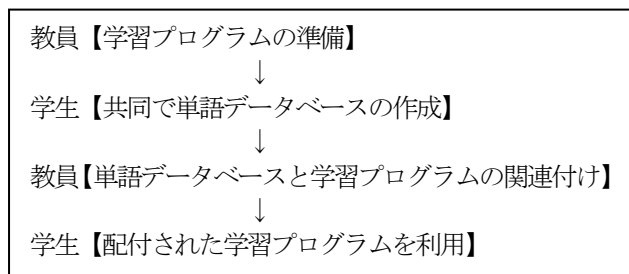 教員【学習プログラムの準備】
↓
学生【共同で単語データベースの作成】
↓
教員【単語データベースと学習プログラムの関連付け】
↓
学生【配付された学習プログラムを利用】